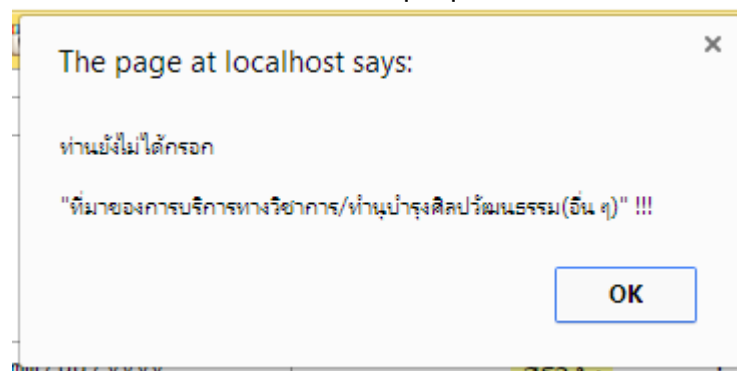 The page at localhost says:
ท่านยังไม่ได้กรอก
"ที่มาของการบริการทางวิชาการ/ทำนุบำรุงศิลปวัฒนธรรม(อื่น ๆ)" !!!
OK